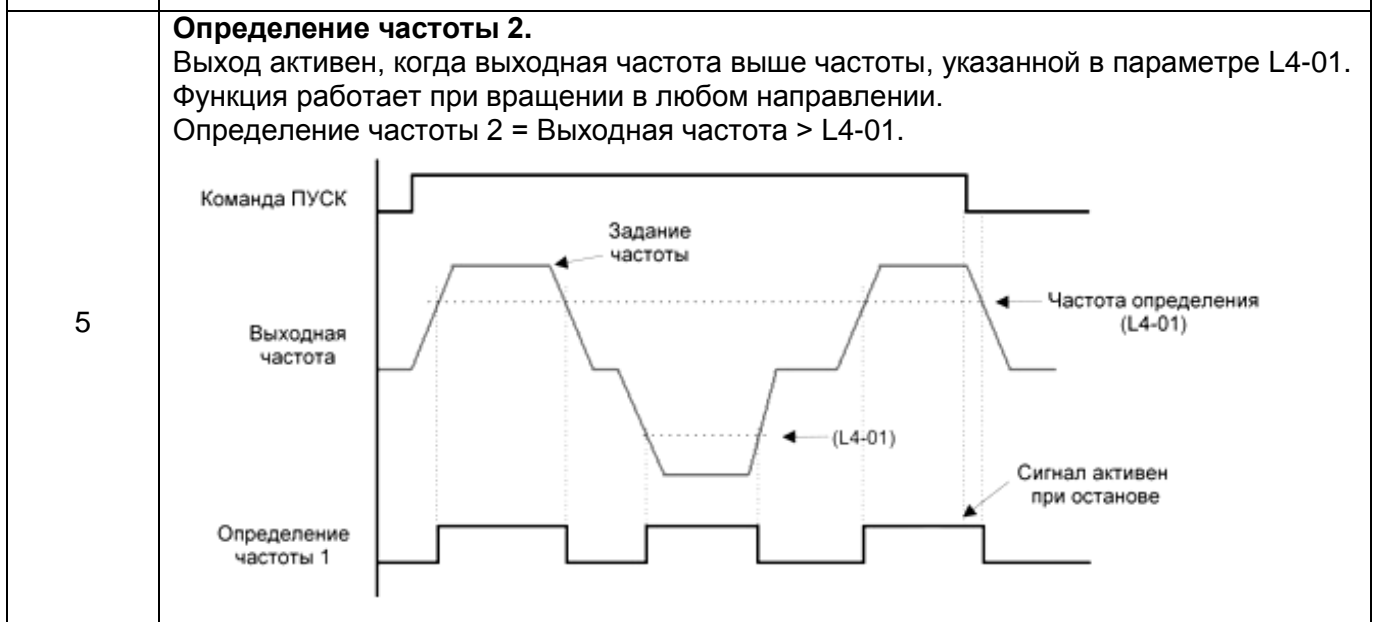 5
Определение частоты 2.
Выход активен, когда выходная частота выше частоты, указанной в параметре L4-01.
Функция работает при вращении в любом направлении.
Определение частоты 2 = Выходная частота > L4-01.
Команда ПУСК
Задание
частоты
Частота определения
(L4-01)
Выходная
частота
(L4-01)
Сигнал активен
при останове
Определение
частоты 1